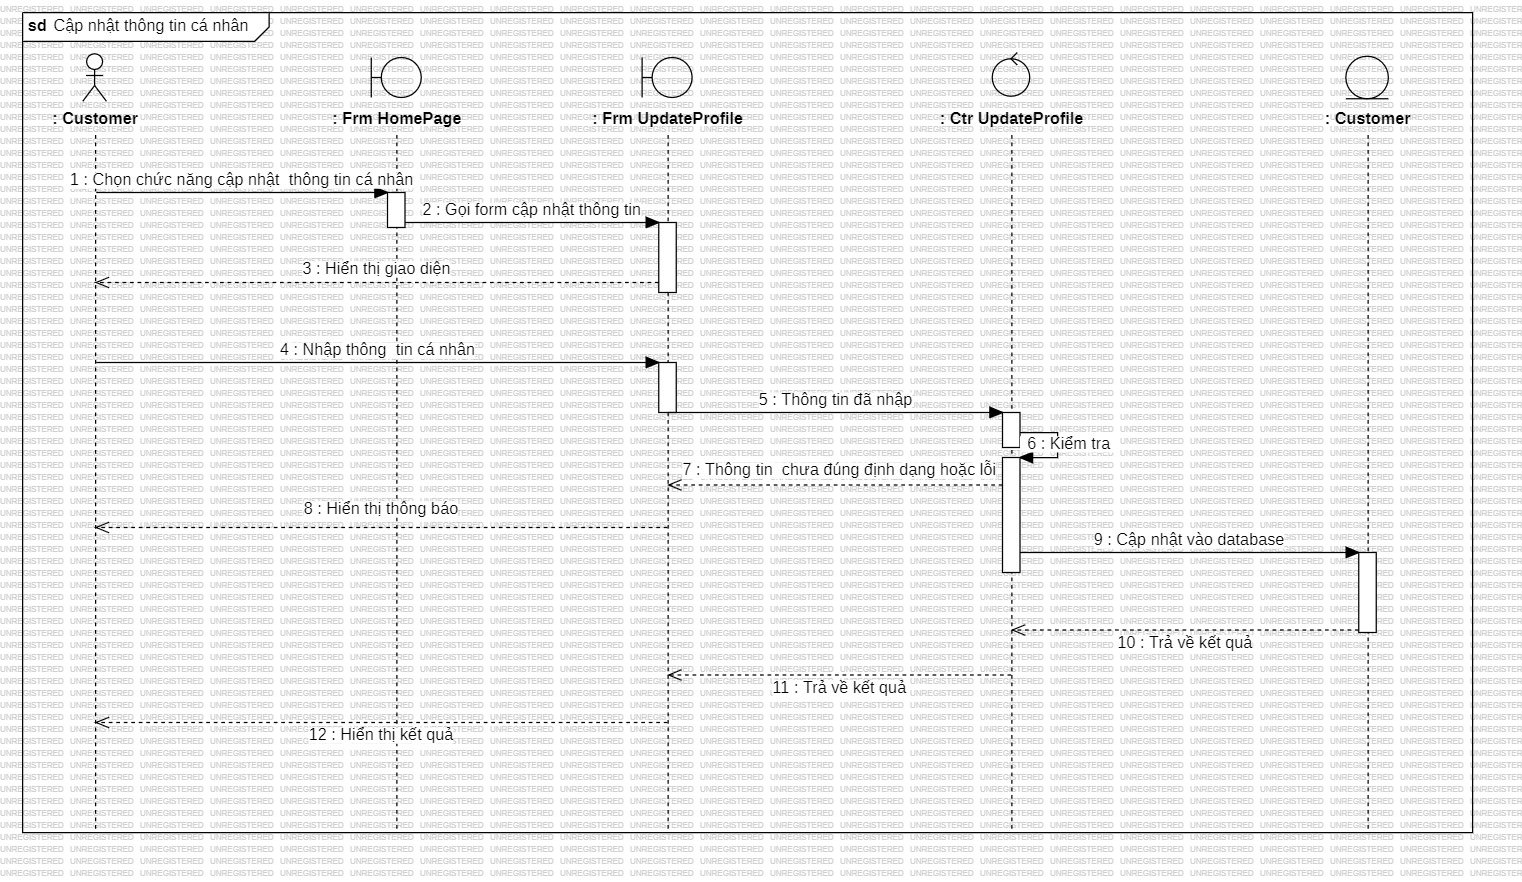 sd Cập nhật thông tin cá nhân
: Customer
: Frm HomePage
: Frm UpdateProfile
: Ctr UpdateProfile
: Customer
1 : Chọn chức năng cập nhật  thông tin cá nhân
2 : Gọi form cập nhật thông tin
3 : Hiển thị giao diện
4 : Nhập thông  tin cá nhân
5 : Thông tin đã nhập
6 : Kiểm tra
7 : Thông tin  chưa đúng định dạng hoặc lỗi
8 : Hiển thị thông báo
9 : Cập nhật vào database
10 : Trả về kết quả
11 : Trả về kết quả
12 : Hiển thị kết quả
UNREGISTERED